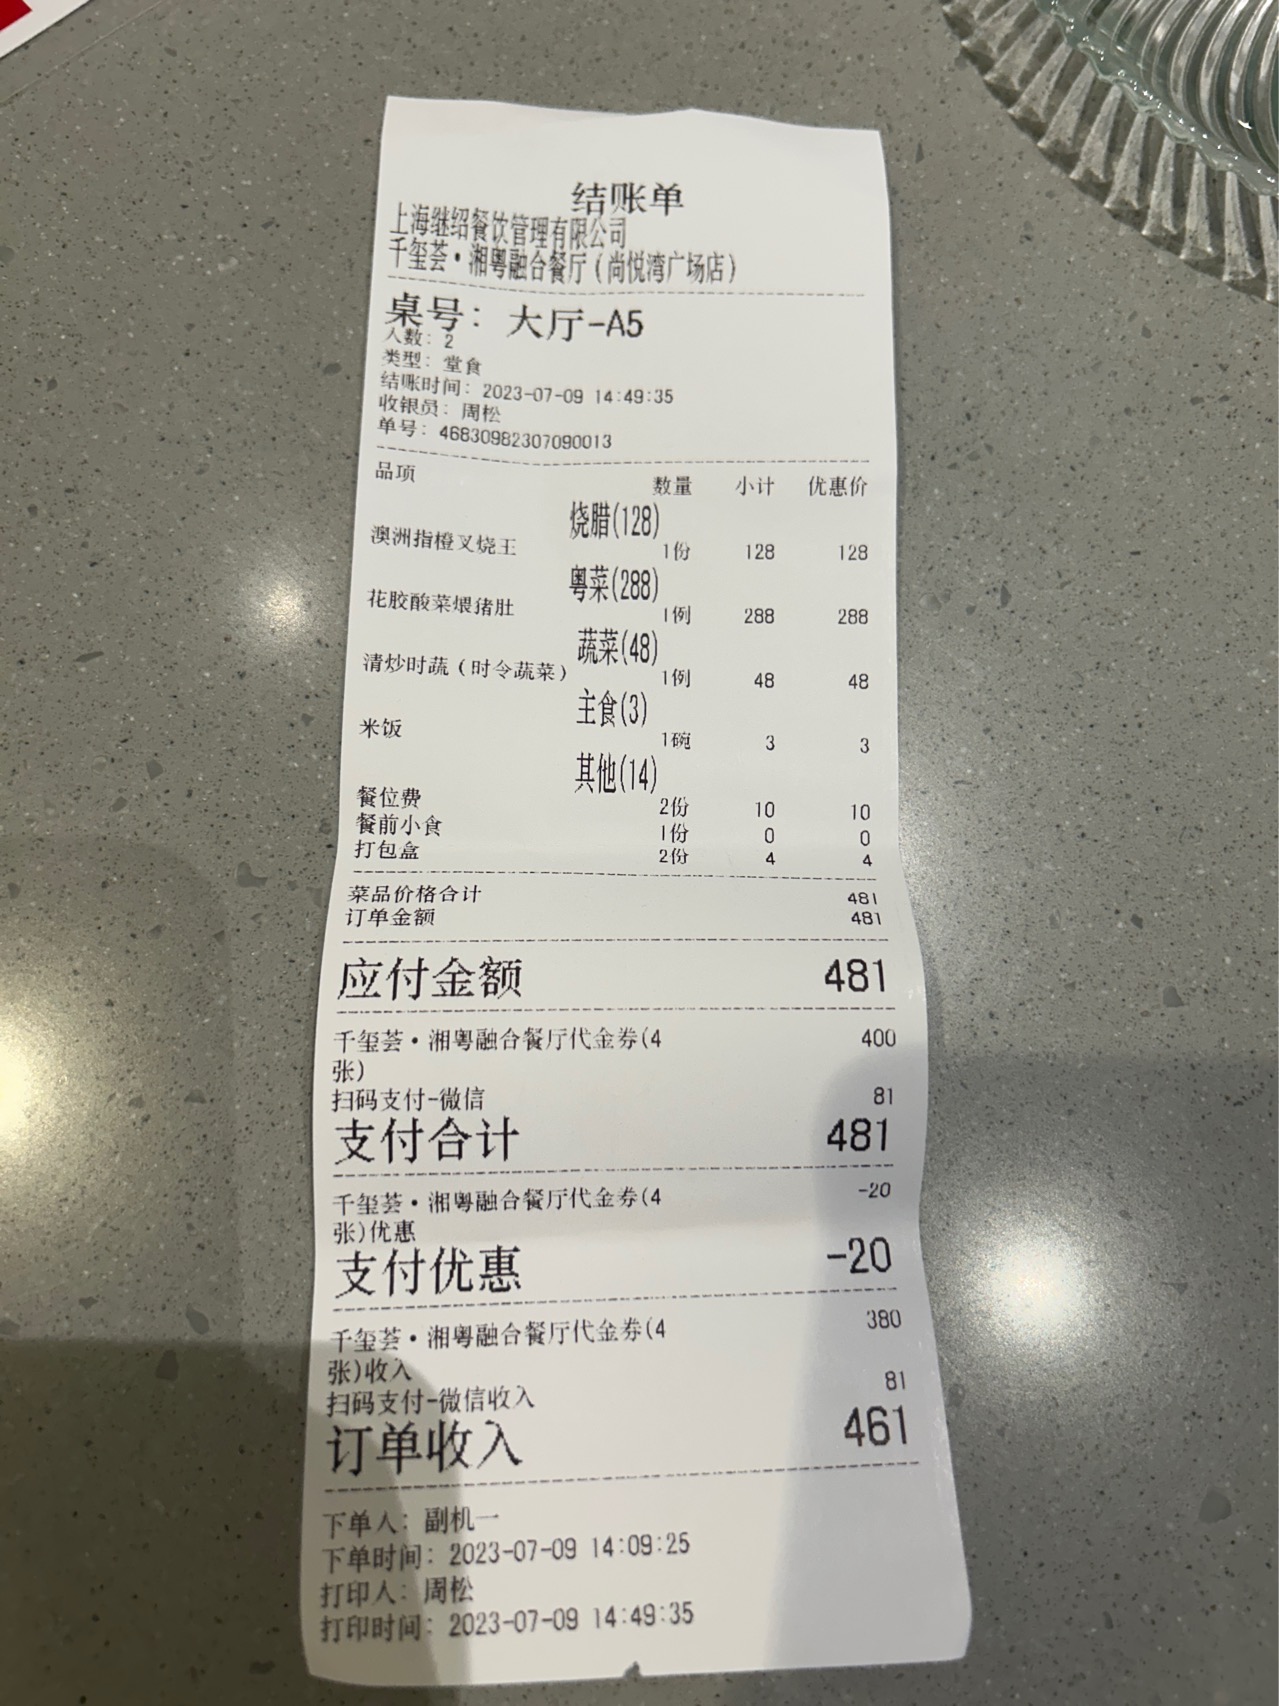 结账单
上海继绍餐饮管理有限公司
千玺荟·湘粤融合餐厅(尚悦湾广场店)
桌号: 大厅-A5
人数: 2
类型: 堂食
结账时间: 2023-07-09 14:49:35
收银员: 周松
单号: 46830982307090013
品项 数量 小计 优惠价
烧腊(128)
澳洲指橙叉烧王 1份 128 128
粤菜(288)
花胶酸菜煨猪肚 1例 288 288
蔬菜(48)
清炒时蔬(时令蔬菜) 1例 48 48
主食(3)
米饭 1碗 3 3
其他(14)
餐位费 2份 10 10
餐前小食 1份 0 0
打包盒 2份 4 4
菜品价格合计 481
订单金额 481
应付金额 481
千玺荟·湘粤融合餐厅代金券(4 400
张)
扫码支付-微信 81
支付合计 481
千玺荟·湘粤融合餐厅代金券(4 -20
张)优惠
支付优惠 -20
千玺荟·湘粤融合餐厅代金券(4 380
张)收入
扫码支付-微信收入 81
订单收入 461
下单人: 副机一
下单时间: 2023-07-09 14:09:25
打印人: 周松
打印时间: 2023-07-09 14:49:35